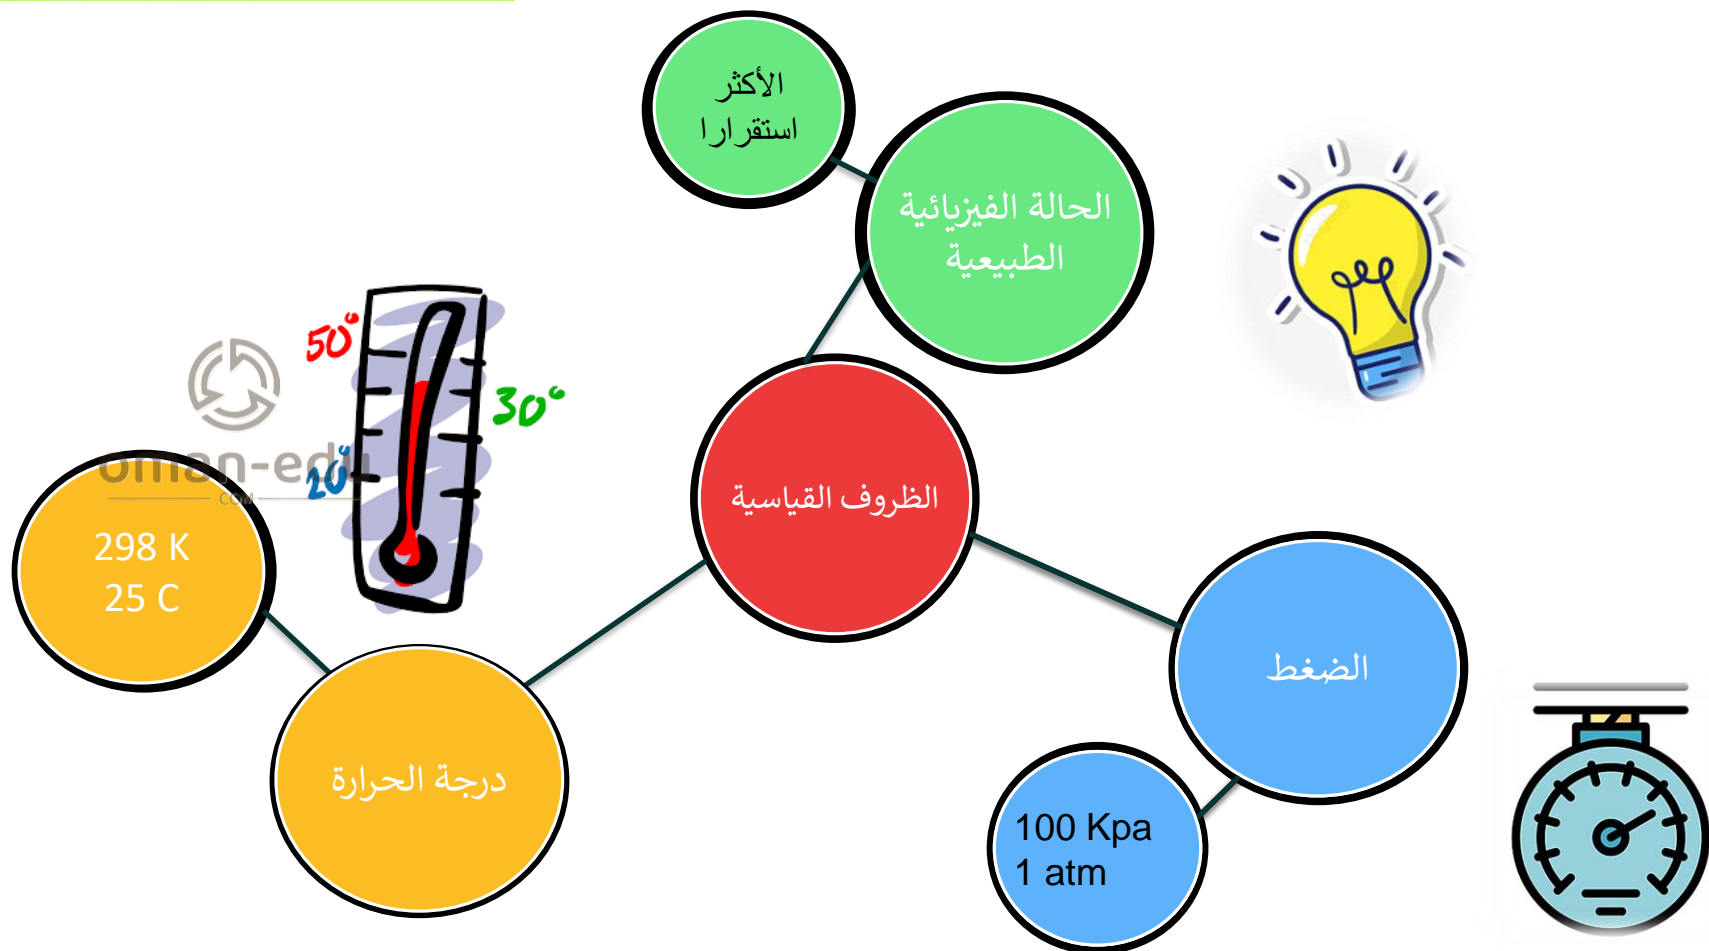 الأكثر
استقرارا
الحالة الفيزيائية
الطبيعية
50°
30°
20°
oman-edu
.COM
الظروف القياسية
298 K
25 C
الضغط
درجة الحرارة
100 Kpa
1 atm